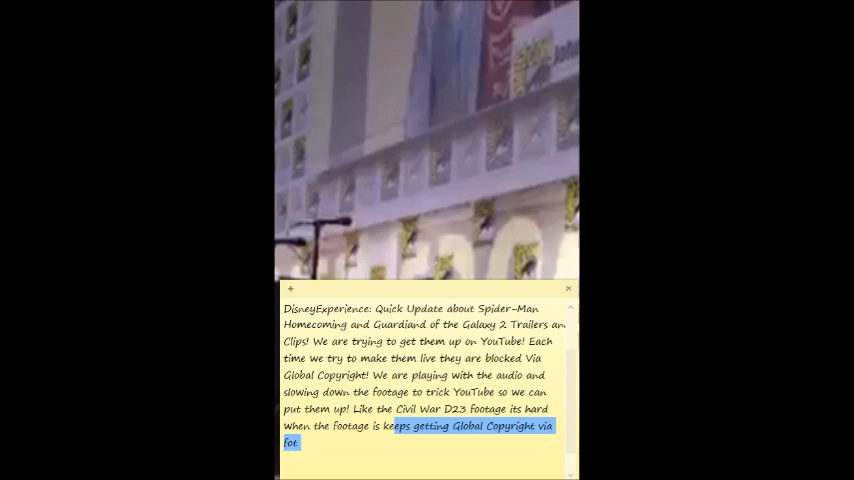 John
DisneyExperience: Quick Update about Spider-Man
Homecoming and Guardiand of the Galaxy 2 Trailers an
Clips! We are trying to get them up on YouTube! Each
time we try to make them live they are blocked Via
Global Copyright! We are playing with the audio and
slowing down the footage to trick YouTube so we can
put them up! Like the Civil War D23 footage its hard
when the footage is keeps getting Global Copyright via
fot